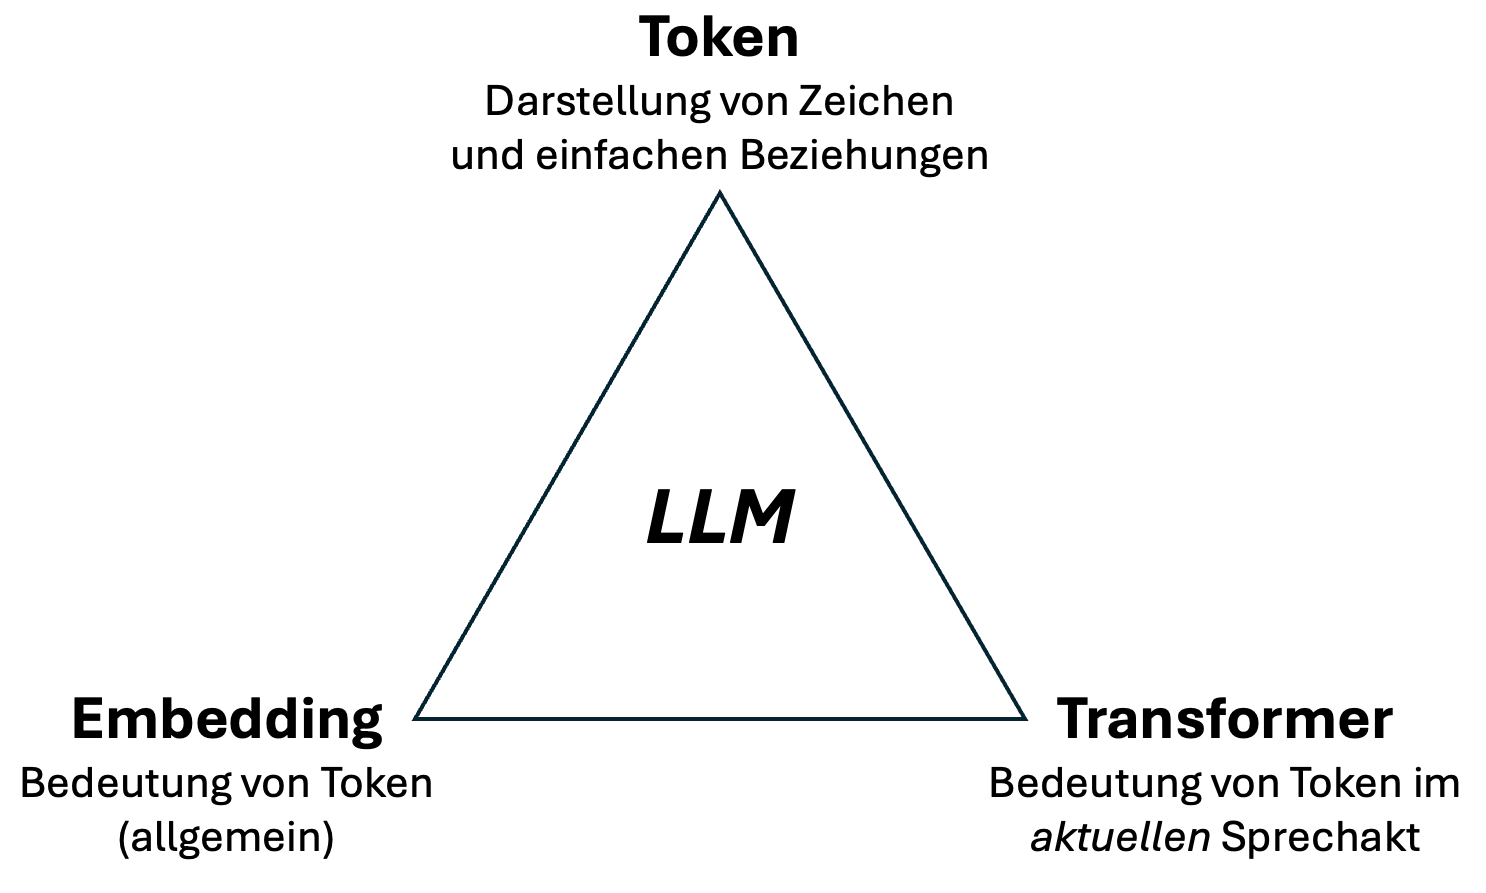 Token
Darstellung von Zeichen
und einfachen Beziehungen
LLM
Embedding
Bedeutung von Token
(allgemein)
Transformer
Bedeutung von Token im
aktuellen Sprechakt